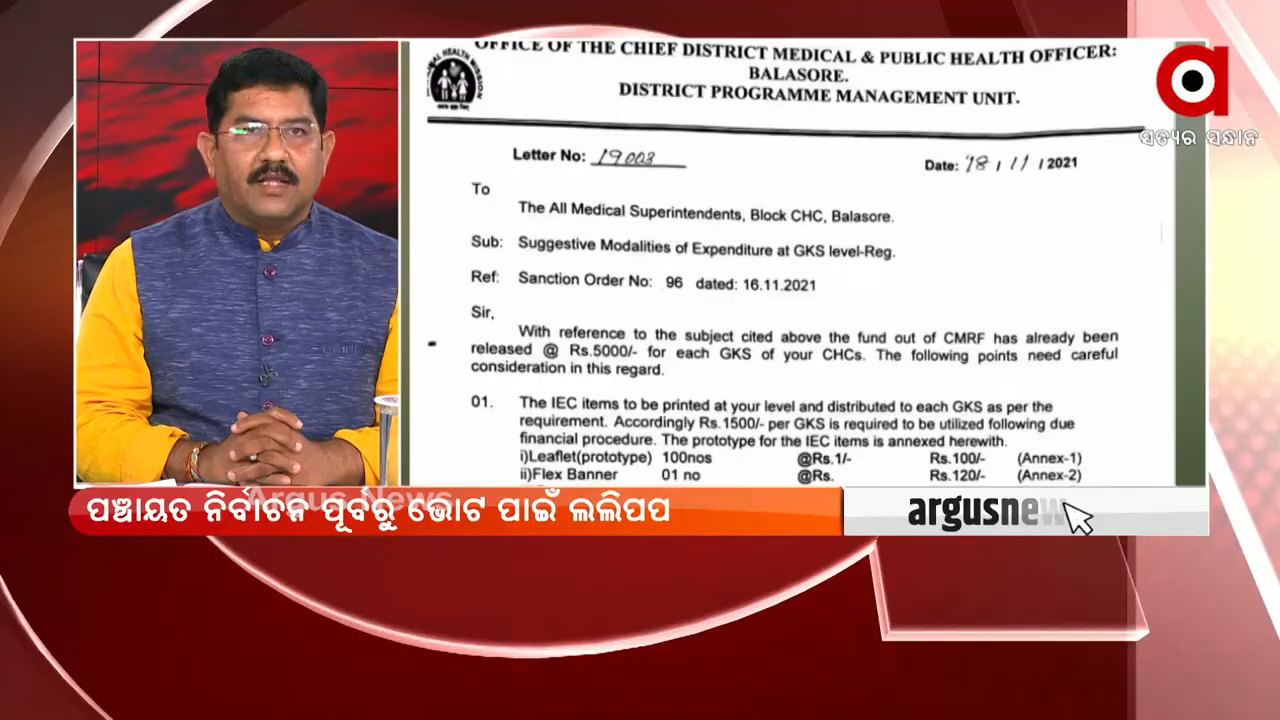 OFFICE OF THE CHIEF DISTRICT MEDICAL & PUBLIC HEALTH OFFICER:
BALASORE.
DISTRICT PROGRAMME MANAGEMENT UNIT.
ସତ୍ୟର ସନ୍ଧାନ
Letter No: 19003
Date: 18 / 11 / 2021
To
The All Medical Superintendents, Block CHC, Balasore.
Sub: Suggestive Modalities of Expenditure at GKS level-Reg.
Ref: Sanction Order No: 96 dated: 16.11.2021
Sir,
With reference to the subject cited above the fund out of CMRF has already been
released @ Rs.5000/- for each GKS of your CHCs. The following points need careful
consideration in this regard.
01. The IEC items to be printed at your level and distributed to each GKS as per the
requirement. Accordingly Rs.1500/- per GKS is required to be utilized following due
financial procedure. The prototype for the IEC items is annexed herewith.
i)Leaflet(prototype) 100nos @Rs.1/- Rs.100/- (Annex-1)
ii)Flex Banner 01 no @Rs. Rs.120/- (Annex-2)
Argus News
ପଞ୍ଚାୟତ ନିର୍ବାଚନ ପୂର୍ବରୁ ଭୋଟ ପାଇଁ ଲଲିପପ
argusnew